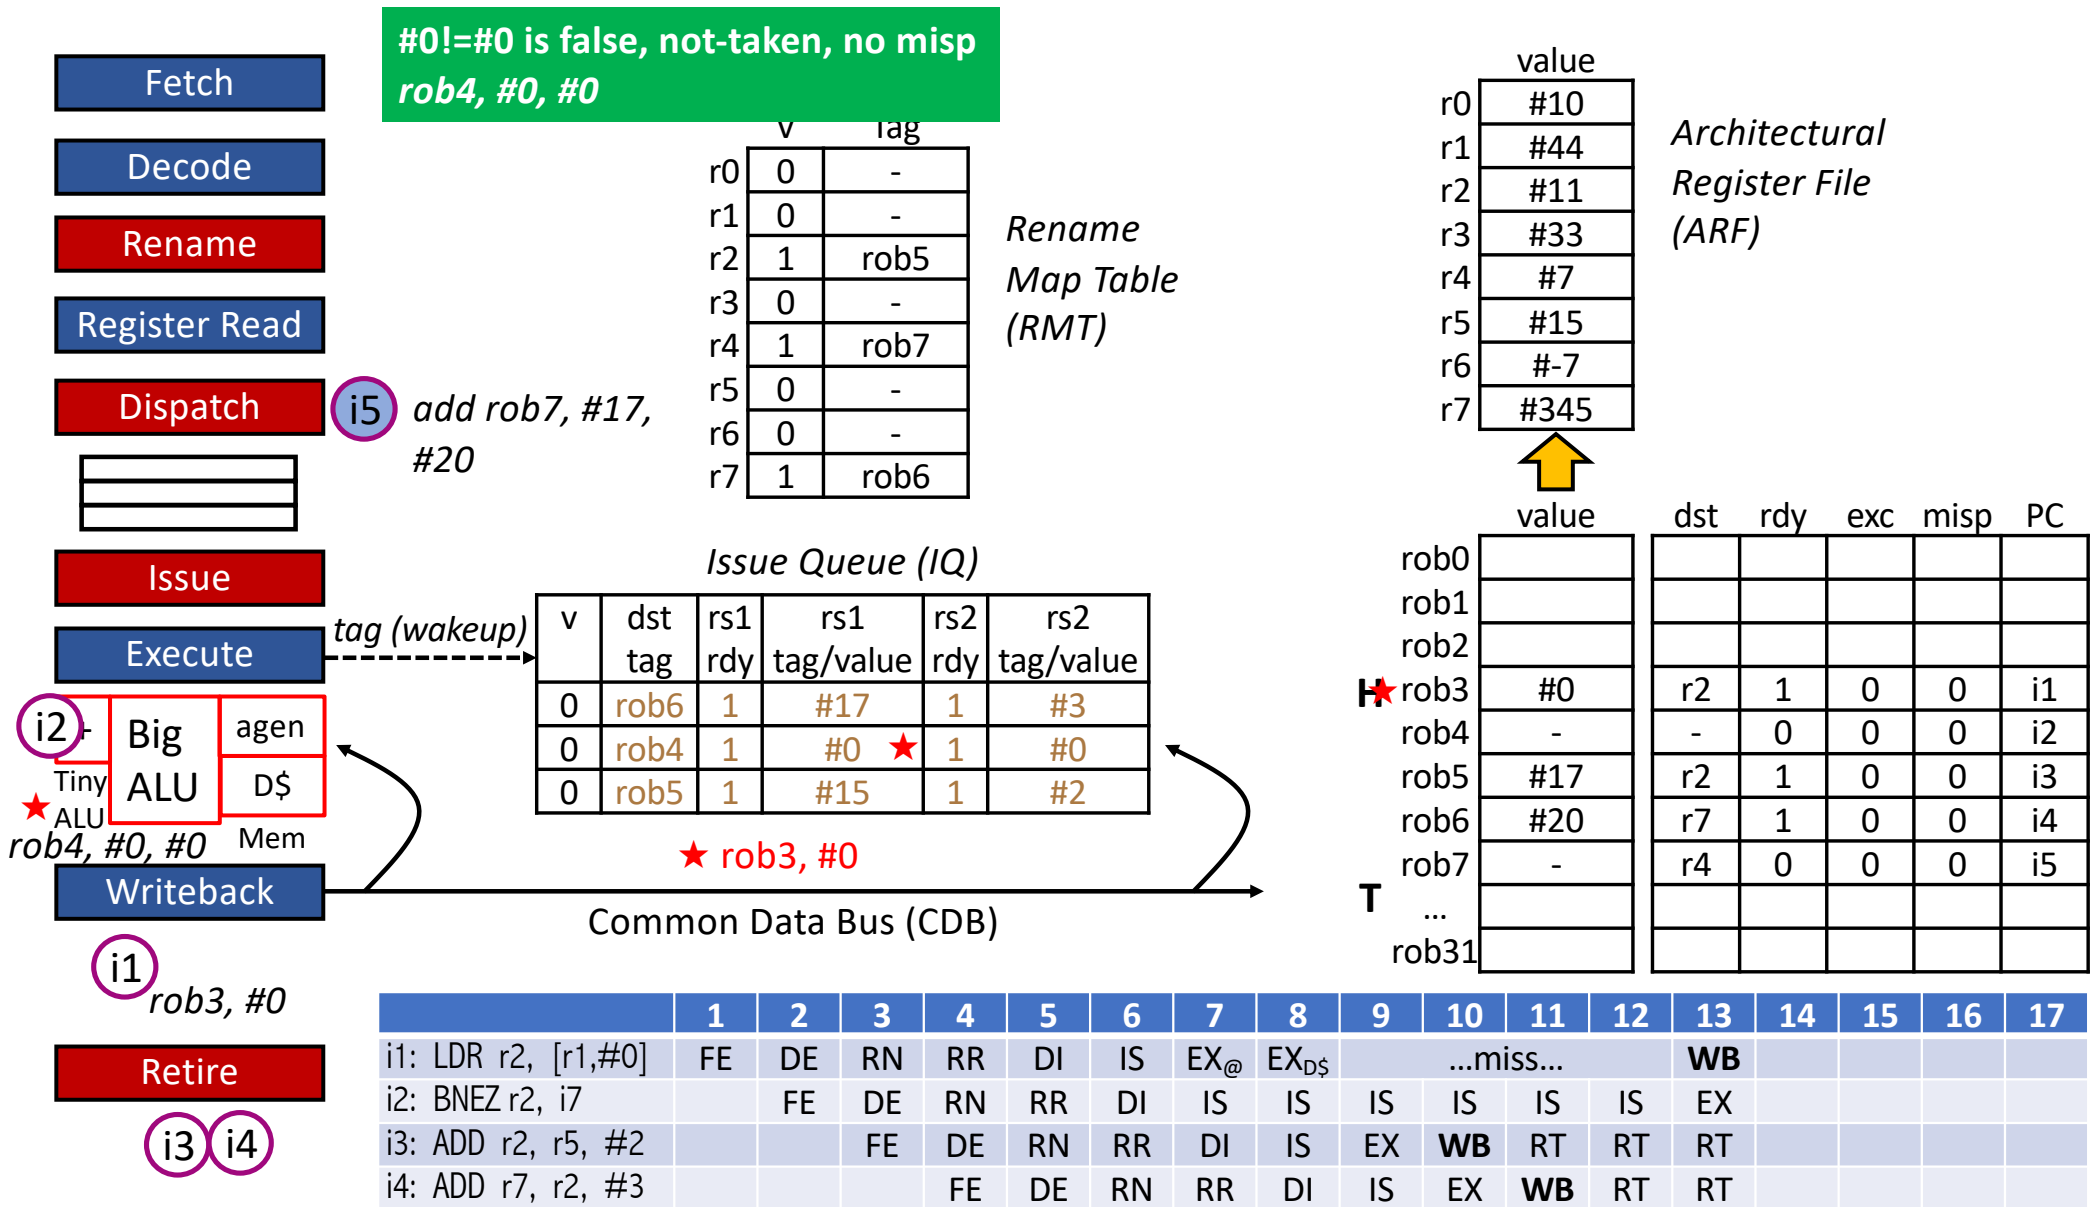 #0!=#0 is false, not-taken, no misp
rob4, #0, #0
Fetch
Decode
Rename
Register Read
Dispatch
i5
add rob7, #17,
#20
Issue
Execute
tag (wakeup)
i2
Big
ALU
agen
D$
Tiny
ALU
Mem
rob4, #0, #0
Writeback
i1
rob3, #0
Retire
i3 i4
v Tag
r0 0 -
r1 0 -
r2 1 rob5
r3 0 -
r4 1 rob7
r5 0 -
r6 0 -
r7 1 rob6
Rename
Map Table
(RMT)
Issue Queue (IQ)
v dst rs1 rs1 rs2 rs2
tag rdy tag/value rdy tag/value
0 rob6 1 #17 1 #3
0 rob4 1 #0 1 #0
0 rob5 1 #15 1 #2
rob3, #0
Common Data Bus (CDB)
value
r0 #10
r1 #44
r2 #11
r3 #33
r4 #7
r5 #15
r6 #-7
r7 #345
Architectural
Register File
(ARF)
value dst rdy exc misp PC
rob0
rob1
rob2
H rob3 #0 r2 1 0 0 i1
rob4 - - 0 0 0 i2
rob5 #17 r2 1 0 0 i3
rob6 #20 r7 1 0 0 i4
rob7 - r4 0 0 0 i5
T ...
rob31
1 2 3 4 5 6 7 8 9 10 11 12 13 14 15 16 17
i1: LDR r2, [r1,#0] FE DE RN RR DI IS EX@ EXD$ ...miss... WB
i2: BNEZ r2, i7 FE DE RN RR DI IS IS IS IS IS IS EX
i3: ADD r2, r5, #2 FE DE RN RR DI IS EX WB RT RT RT
i4: ADD r7, r2, #3 FE DE RN RR DI IS EX WB RT RT